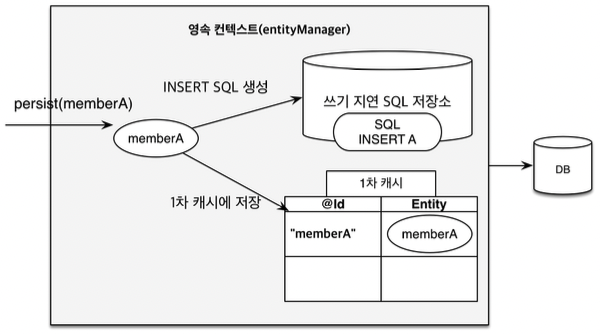 영속 컨텍스트(entityManager)
INSERT SQL 생성
persist(memberA)
쓰기 지연 SQL 저장소
memberA
SQL
INSERT A
DB
1차 캐시
1차 캐시에 저장
@Id
Entity
"memberA"
memberA